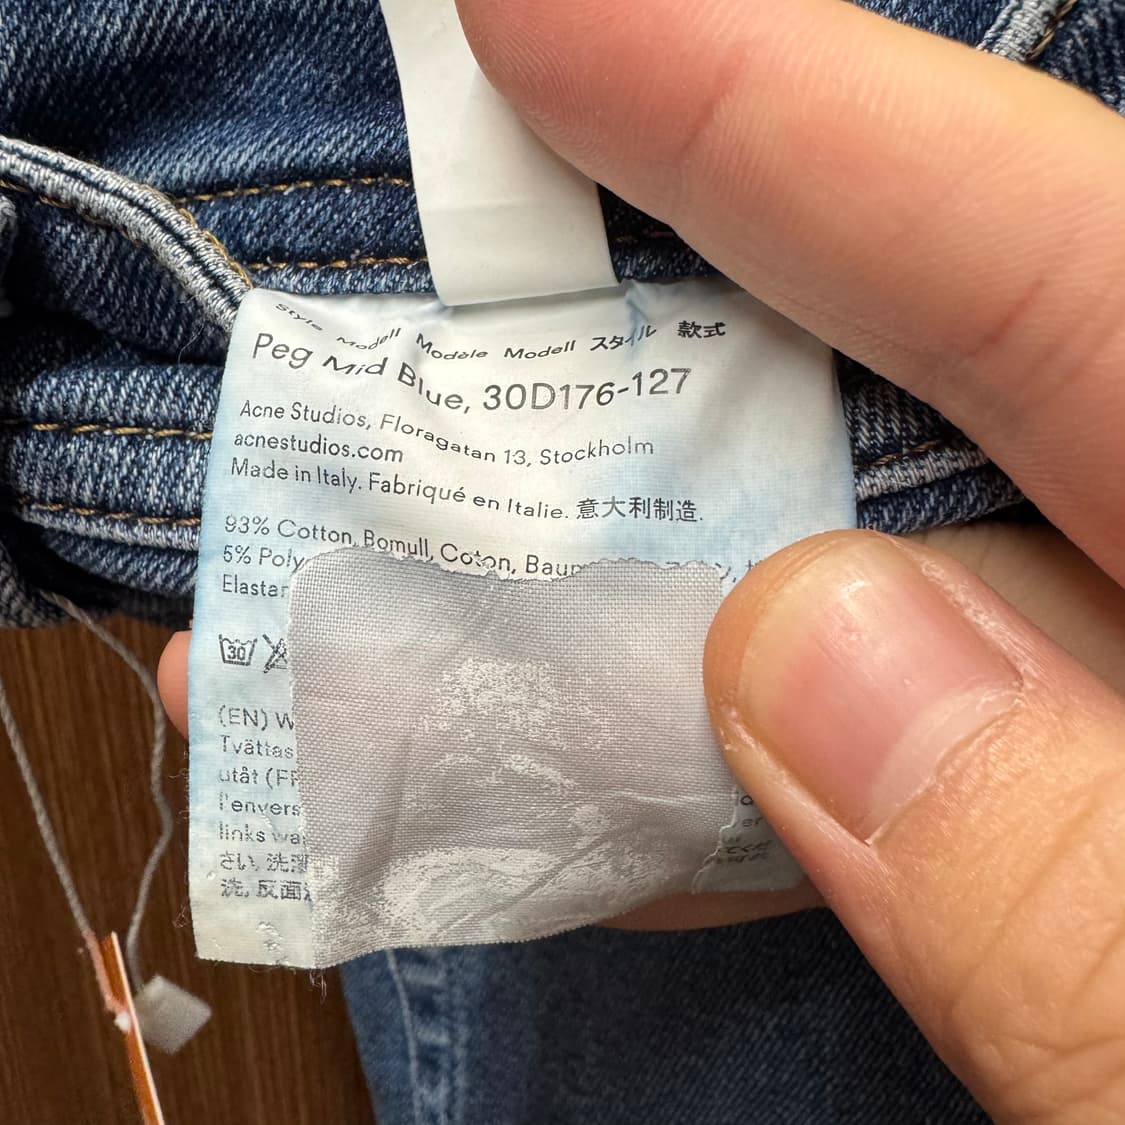 Style Modell Modèle Modell スタイル 款式
Peg Mid Blue, 30D176-127
Acne Studios, Floragatan 13, Stockholm
acnestudios.com
Made in Italy. Fabriqué en Italie. 意大利制造.
93% Cotton, Bomull, Coton, Baum
5% Poly
Elastan
30
(EN) W
Tvättas
utåt (FR
l'envers
links wa
さい. 洗濯
洗, 反面